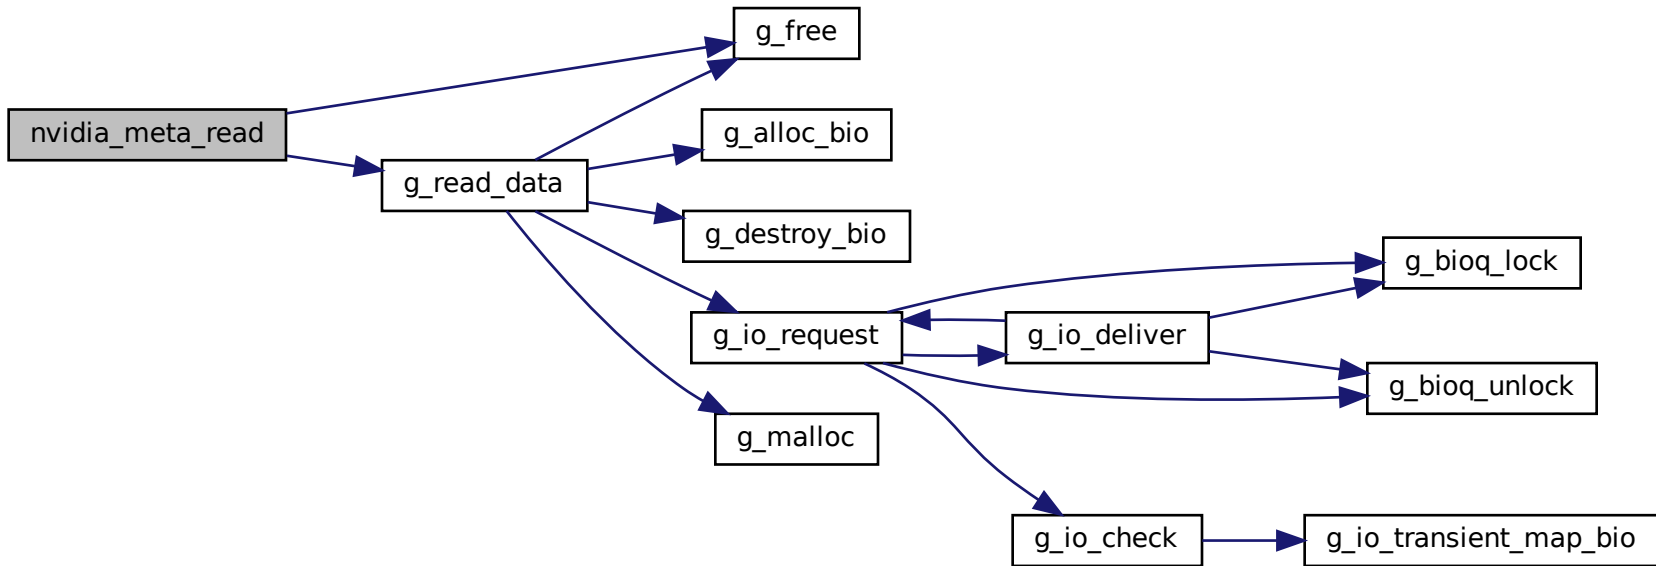 g_free
nvidia_meta_read
g_alloc_bio
g_read_data
g_destroy_bio
g_bioq_lock
g_io_request
g_io_deliver
g_bioq_unlock
g_malloc
g_io_check
g_io_transient_map_bio